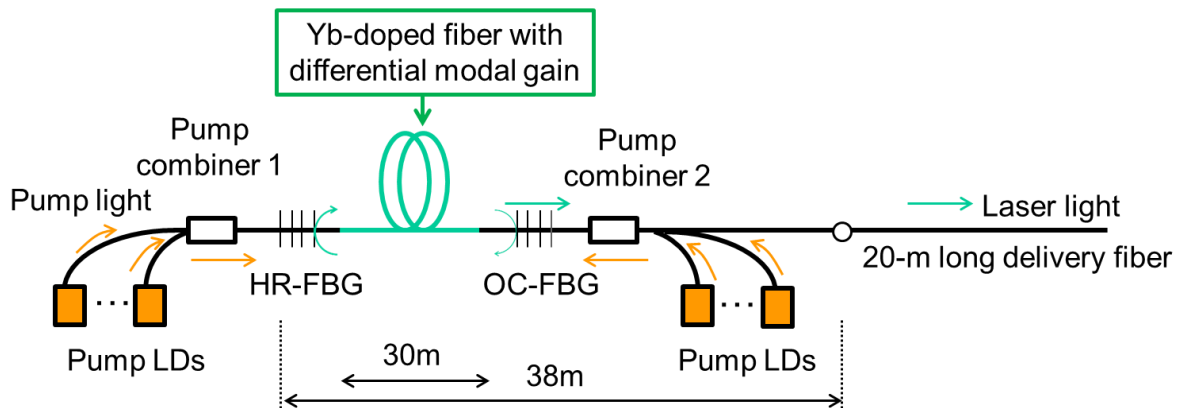 Yb-doped fiber with
differential modal gain
Pump
combiner 1
Pump
combiner 2
Pump light
Laser light
HR-FBG
OC-FBG
20-m long delivery fiber
...
...
Pump LDs
Pump LDs
30m
38m